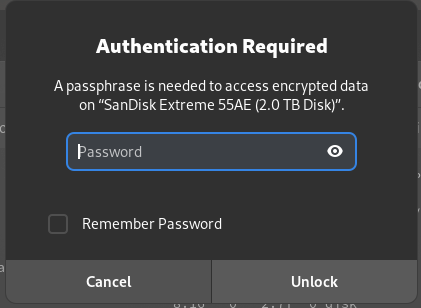 Authentication Required
A passphrase is needed to access encrypted data
on “SanDisk Extreme 55AE (2.0 TB Disk)”.
Password
Remember Password
Cancel
Unlock